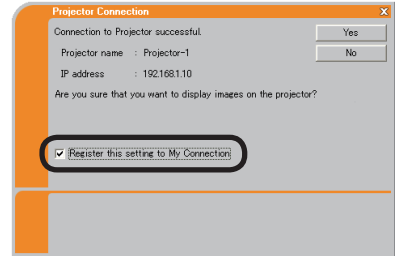 Projector Connection
Connection to Projector successful.
Yes
Projector name : Projector-1
No
IP address : 192.168.1.10
Are you sure that you want to display images on the projector?
Register this setting to My Connection